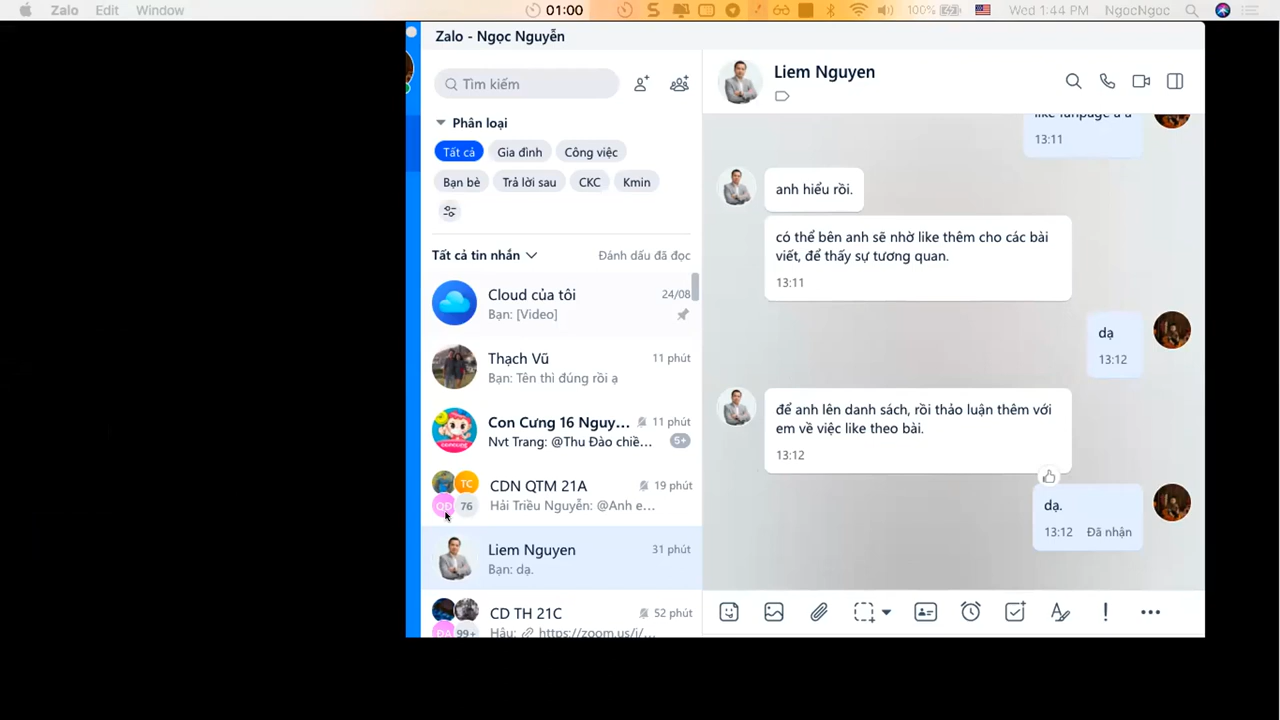 Zalo Edit Window 01:00 100% Wed 1:44 PM NgocNgoc
Zalo - Ngọc Nguyễn
Tìm kiếm
Phân loại
Tất cả Gia đình Công việc
Bạn bè Trả lời sau CKC Kmin
Tất cả tin nhắn Đánh dấu đã đọc
Cloud của tôi 24/08
Bạn: [Video]
Thạch Vũ 11 phút
Bạn: Tên thì đúng rồi ạ
Con Cưng 16 Nguy... 11 phút
Nvt Trang: @Thu Đào chiề... 5+
CDN QTM 21A 19 phút
Hải Triều Nguyễn: @Anh e...
TC
QĐ 76
Liem Nguyen 31 phút
Bạn: dạ.
CD TH 21C 52 phút
Hậu: https://zoom.us/j/...
99+
Liem Nguyen
like fanpage ạ ạ
13:11
anh hiểu rồi.
có thể bên anh sẽ nhờ like thêm cho các bài
viết, để thấy sự tương quan.
13:11
dạ
13:12
để anh lên danh sách, rồi thảo luận thêm với
em về việc like theo bài.
13:12
dạ.
13:12 Đã nhận